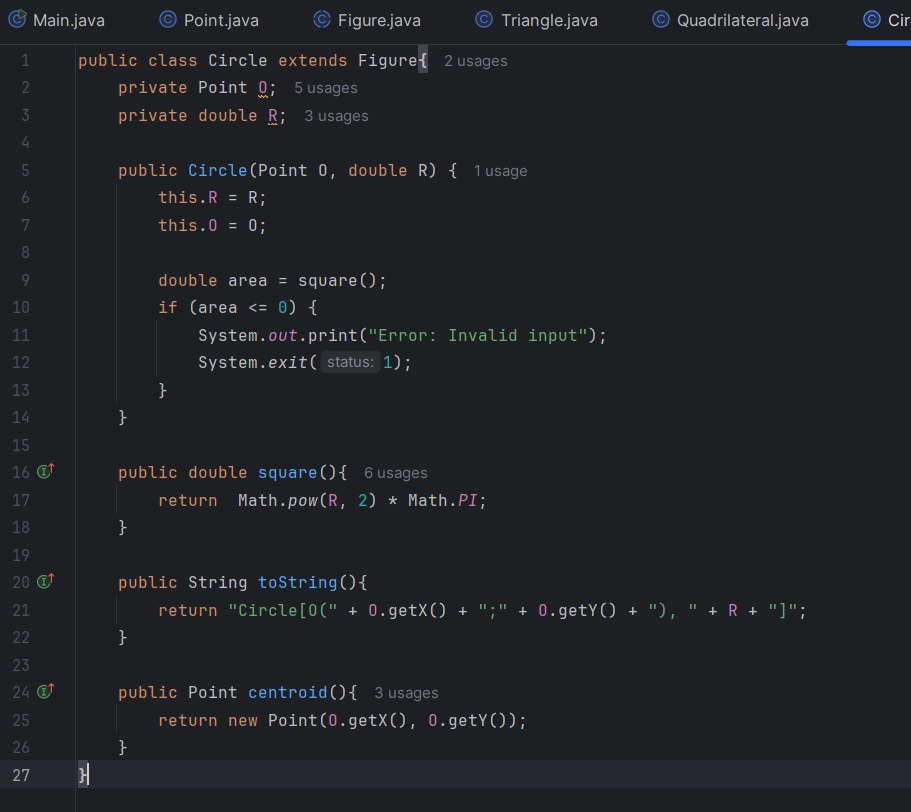 Main.java Point.java Figure.java Triangle.java Quadrilateral.java Cir
1 public class Circle extends Figure{ 2 usages
2 private Point O; 5 usages
3 private double R; 3 usages
4
5 public Circle(Point O, double R) { 1 usage
6 this.R = R;
7 this.O = O;
8
9 double area = square();
10 if (area <= 0) {
11 System.out.print("Error: Invalid input");
12 System.exit( status: 1);
13 }
14 }
15
16 public double square(){ 6 usages
17 return  Math.pow(R, 2) * Math.PI;
18 }
19
20 public String toString(){
21 return "Circle[O(" + O.getX() + ";" + O.getY() + "), " + R + "]";
22 }
23
24 public Point centroid(){ 3 usages
25 return new Point(O.getX(), O.getY());
26 }
27 }